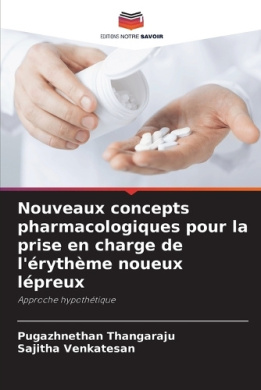 EDITIONS NOTRE SAVOIR
Nouveaux concepts
pharmacologiques pour la
prise en charge de
l'érythème noueux
lépreux
Approche hypothétique
Pugazhnethan Thangaraju
Sajitha Venkatesan